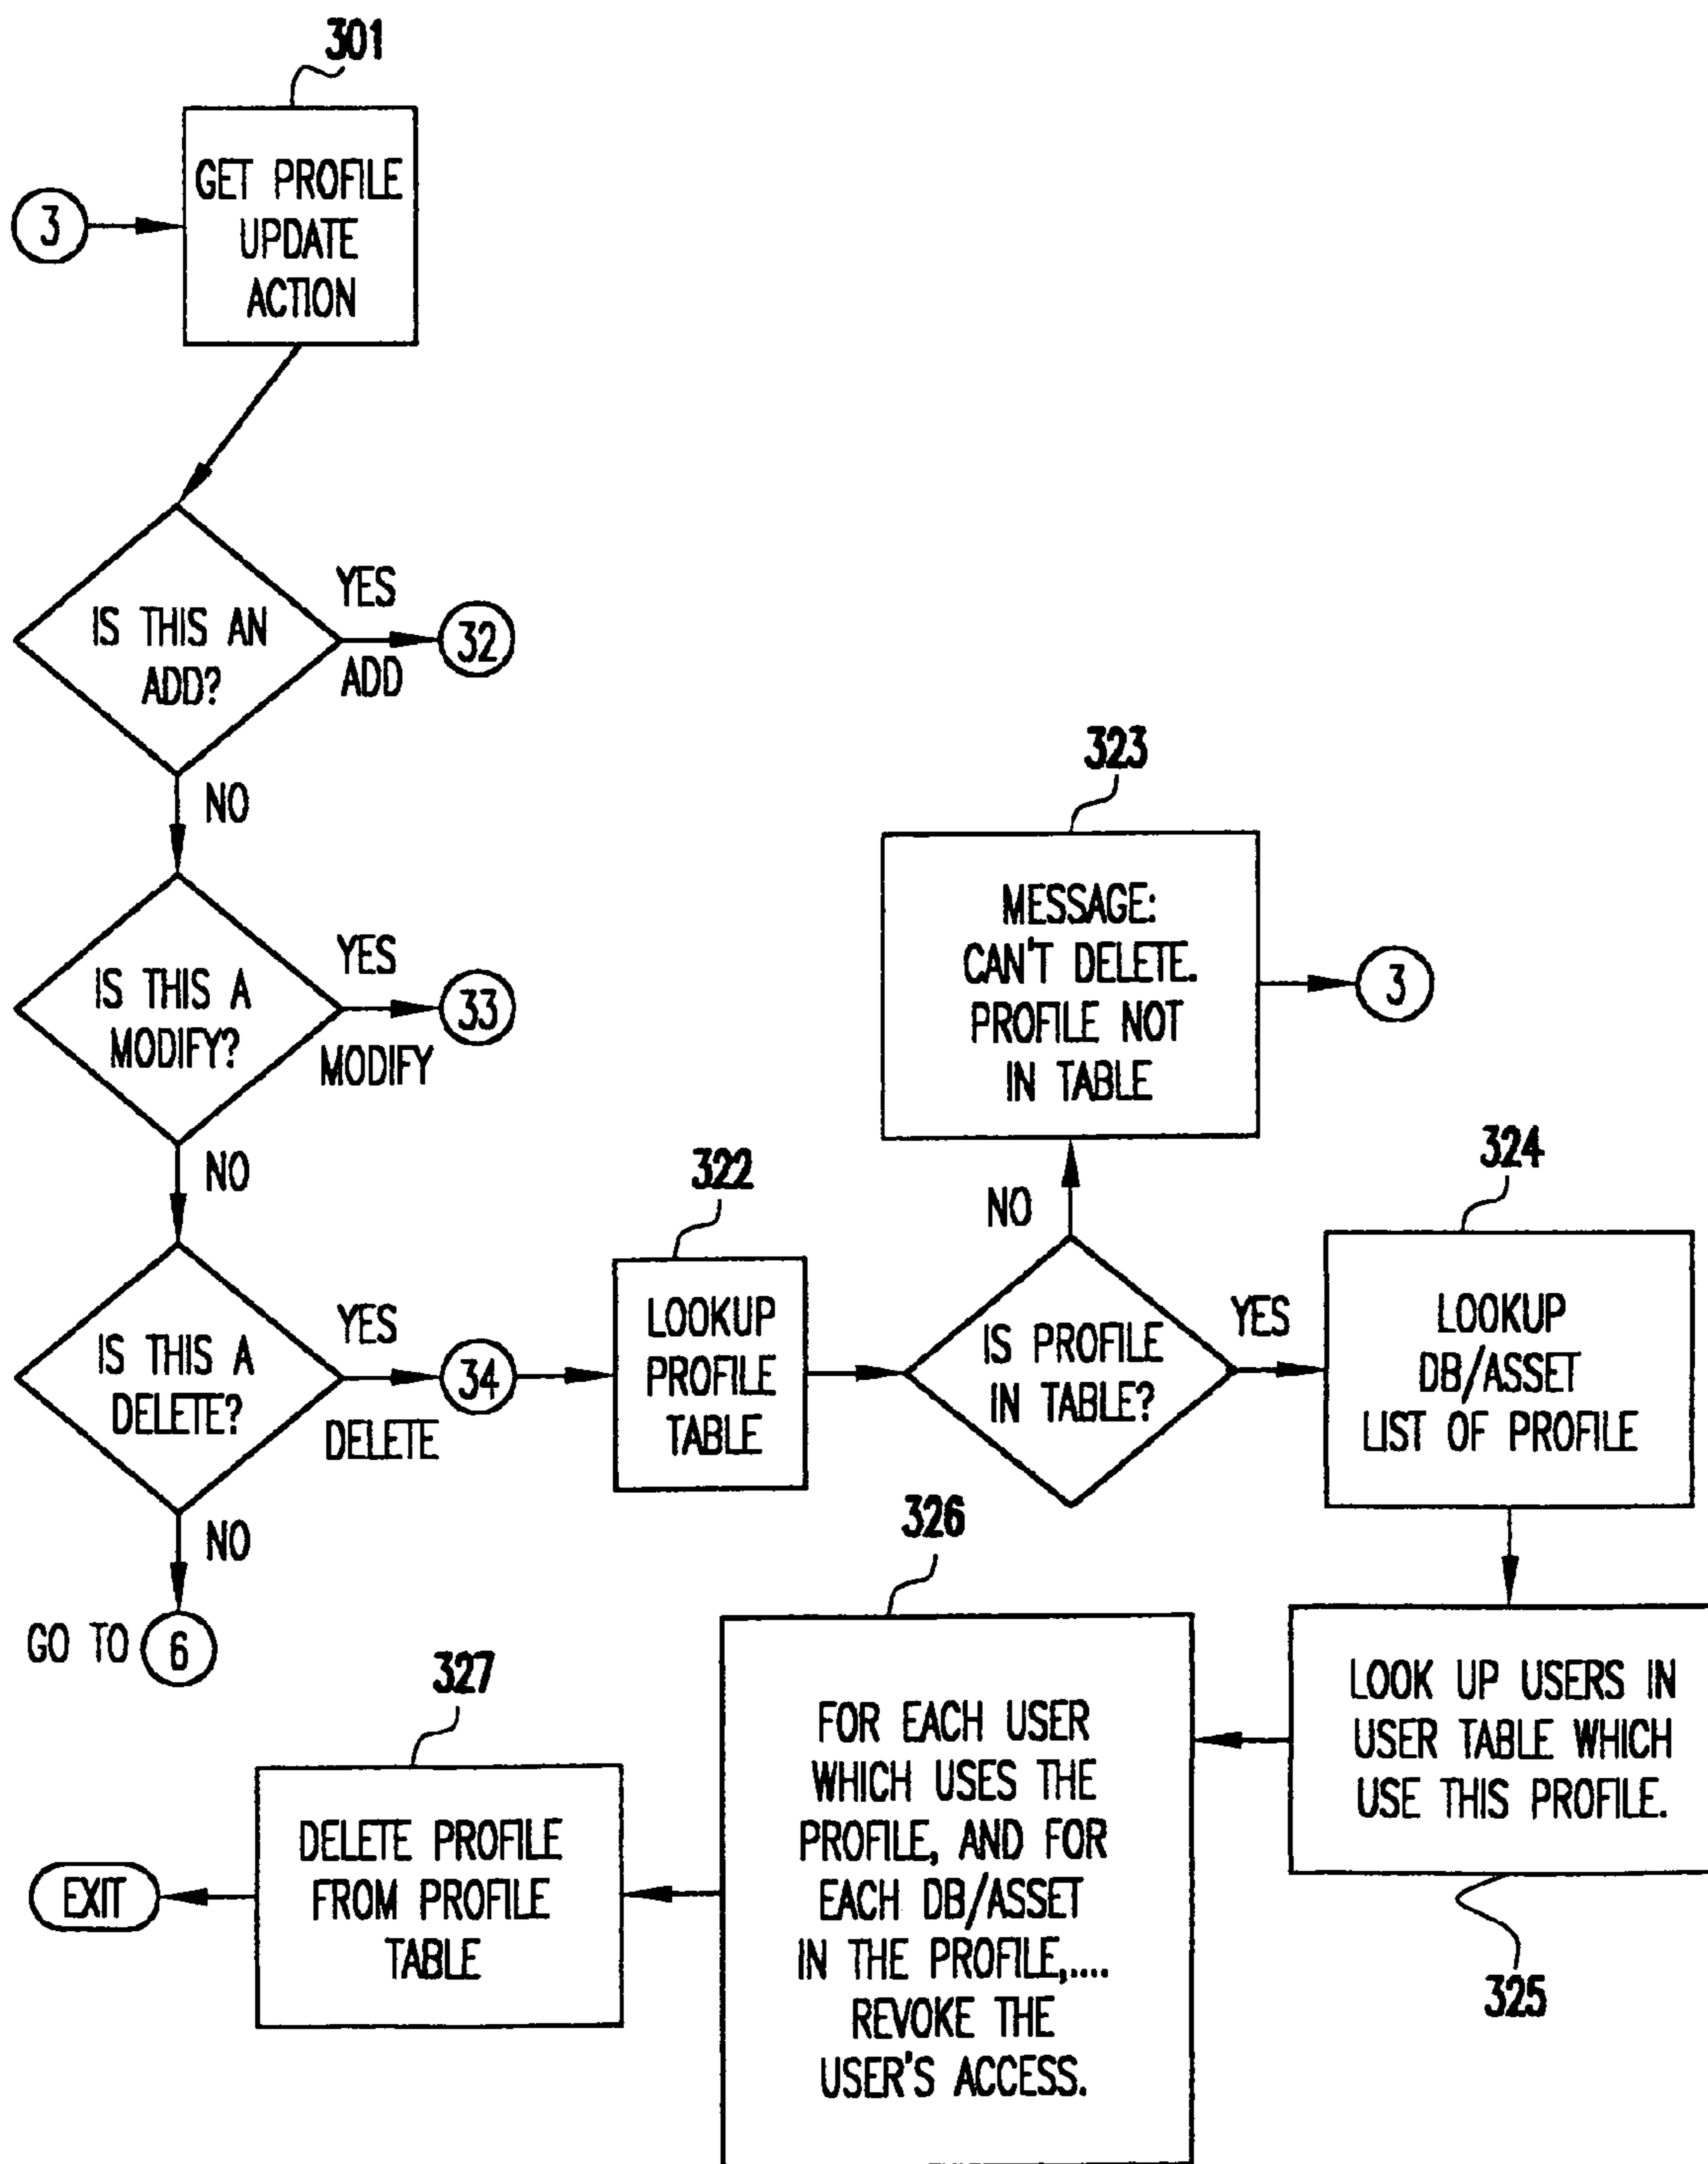 301
3
GET PROFILE
UPDATE
ACTION
IS THIS AN
ADD?
YES
ADD
32
NO
IS THIS A
MODIFY?
YES
MODIFY
33
NO
IS THIS A
DELETE?
YES
DELETE
34
NO
GO TO 6
322
LOOKUP
PROFILE
TABLE
IS PROFILE
IN TABLE?
NO
323
MESSAGE:
CAN'T DELETE.
PROFILE NOT
IN TABLE
3
YES
324
LOOKUP
DB/ASSET
LIST OF PROFILE
LOOK UP USERS IN
USER TABLE WHICH
USE THIS PROFILE.
325
326
FOR EACH USER
WHICH USES THE
PROFILE, AND FOR
EACH DB/ASSET
IN THE PROFILE,....
REVOKE THE
USER'S ACCESS.
327
DELETE PROFILE
FROM PROFILE
TABLE
EXIT